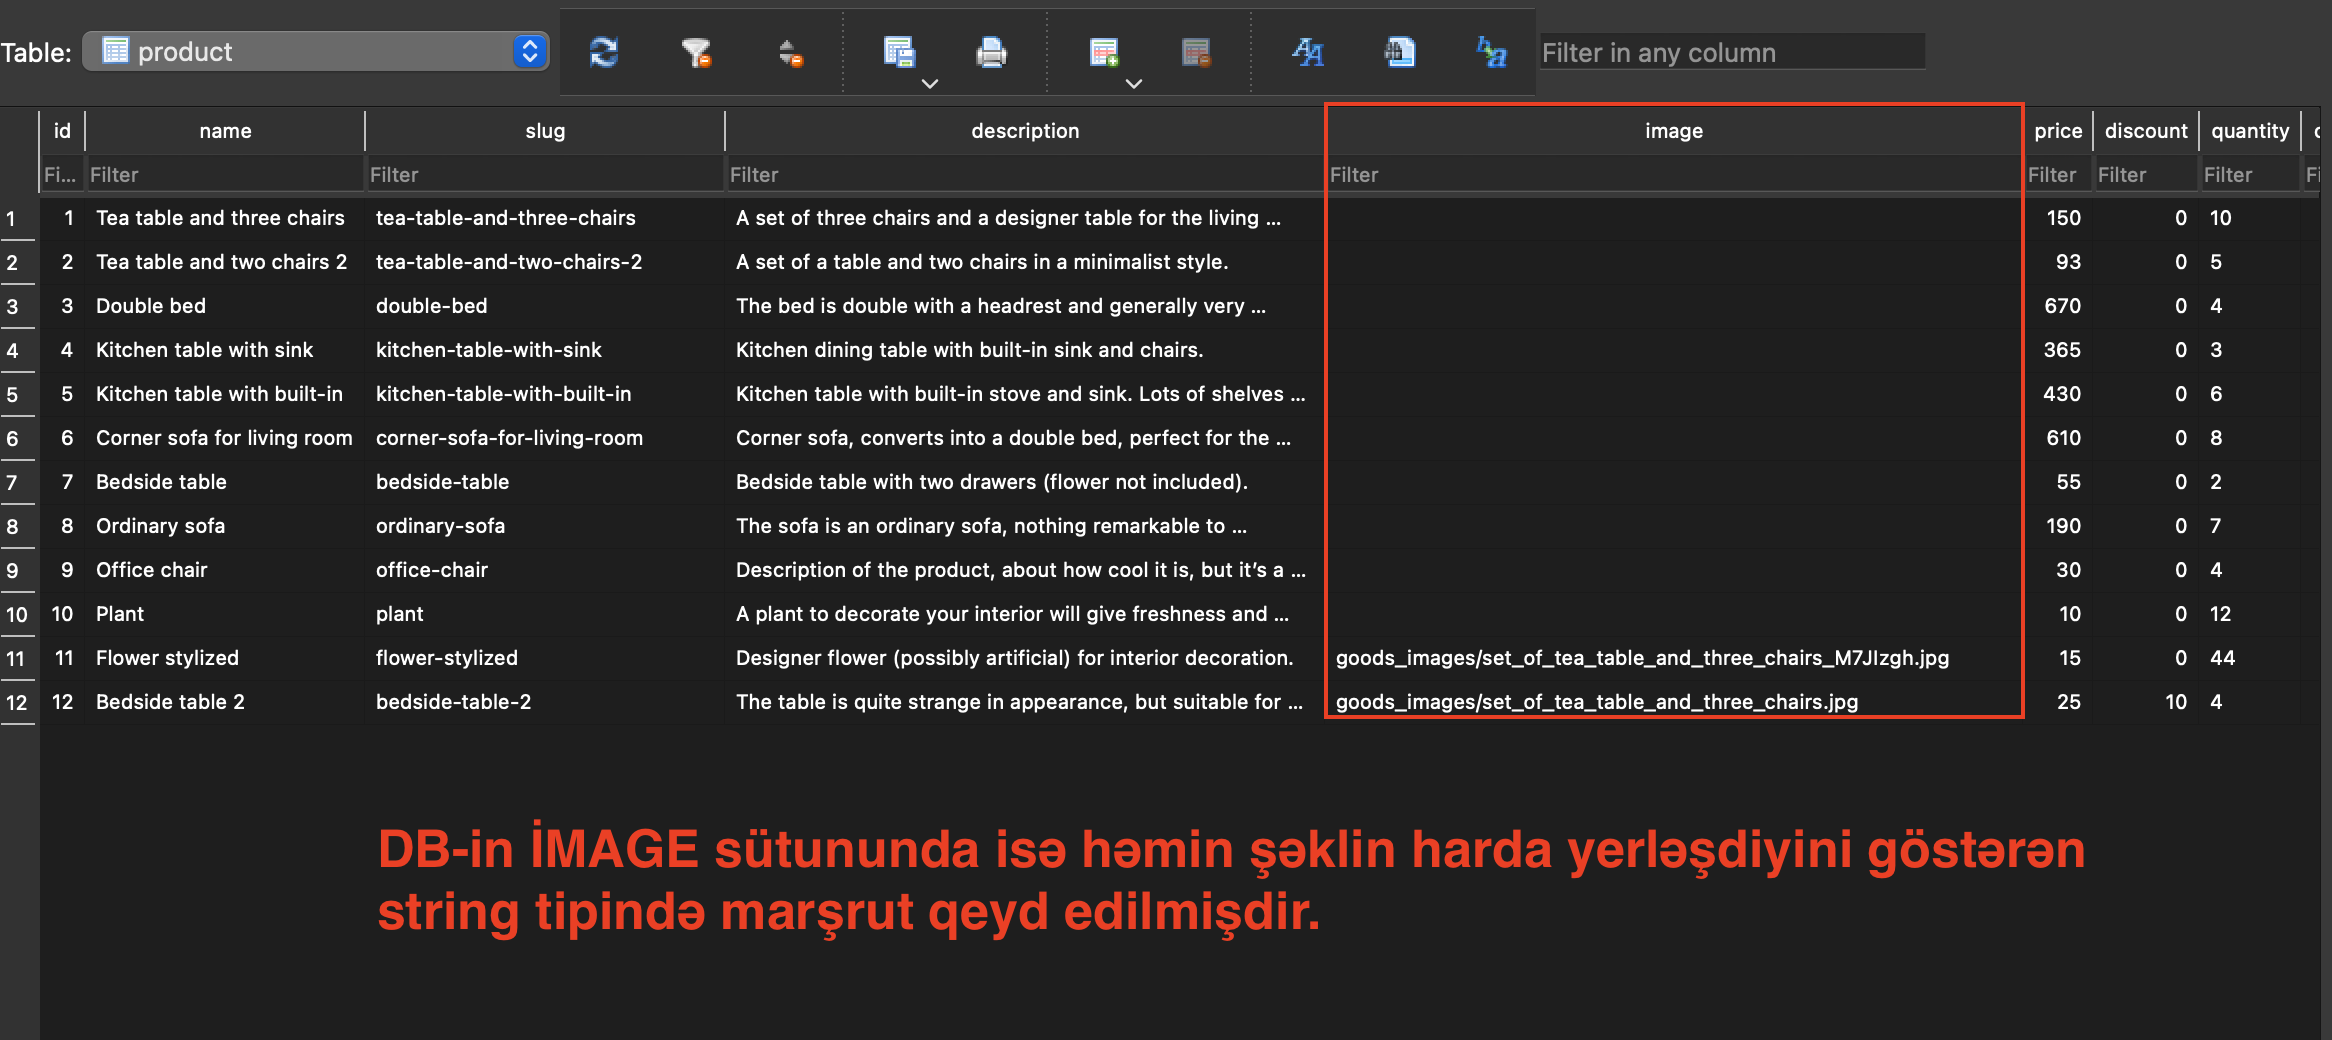 Table: product Filter in any column
id name slug description image price discount quantity
Fi... Filter Filter Filter Filter Filter Filter Filter Fi
1 1 Tea table and three chairs tea-table-and-three-chairs A set of three chairs and a designer table for the living ... 150 0 10
2 2 Tea table and two chairs 2 tea-table-and-two-chairs-2 A set of a table and two chairs in a minimalist style. 93 0 5
3 3 Double bed double-bed The bed is double with a headrest and generally very ... 670 0 4
4 4 Kitchen table with sink kitchen-table-with-sink Kitchen dining table with built-in sink and chairs. 365 0 3
5 5 Kitchen table with built-in kitchen-table-with-built-in Kitchen table with built-in stove and sink. Lots of shelves ... 430 0 6
6 6 Corner sofa for living room corner-sofa-for-living-room Corner sofa, converts into a double bed, perfect for the ... 610 0 8
7 7 Bedside table bedside-table Bedside table with two drawers (flower not included). 55 0 2
8 8 Ordinary sofa ordinary-sofa The sofa is an ordinary sofa, nothing remarkable to ... 190 0 7
9 9 Office chair office-chair Description of the product, about how cool it is, but it’s a ... 30 0 4
10 10 Plant plant A plant to decorate your interior will give freshness and ... 10 0 12
11 11 Flower stylized flower-stylized Designer flower (possibly artificial) for interior decoration. goods_images/set_of_tea_table_and_three_chairs_M7JIzgh.jpg 15 0 44
12 12 Bedside table 2 bedside-table-2 The table is quite strange in appearance, but suitable for ... goods_images/set_of_tea_table_and_three_chairs.jpg 25 10 4
DB-in İMAGE sütununda isə həmin şəklin harda yerləşdiyini göstərən
string tipində marşrut qeyd edilmişdir.